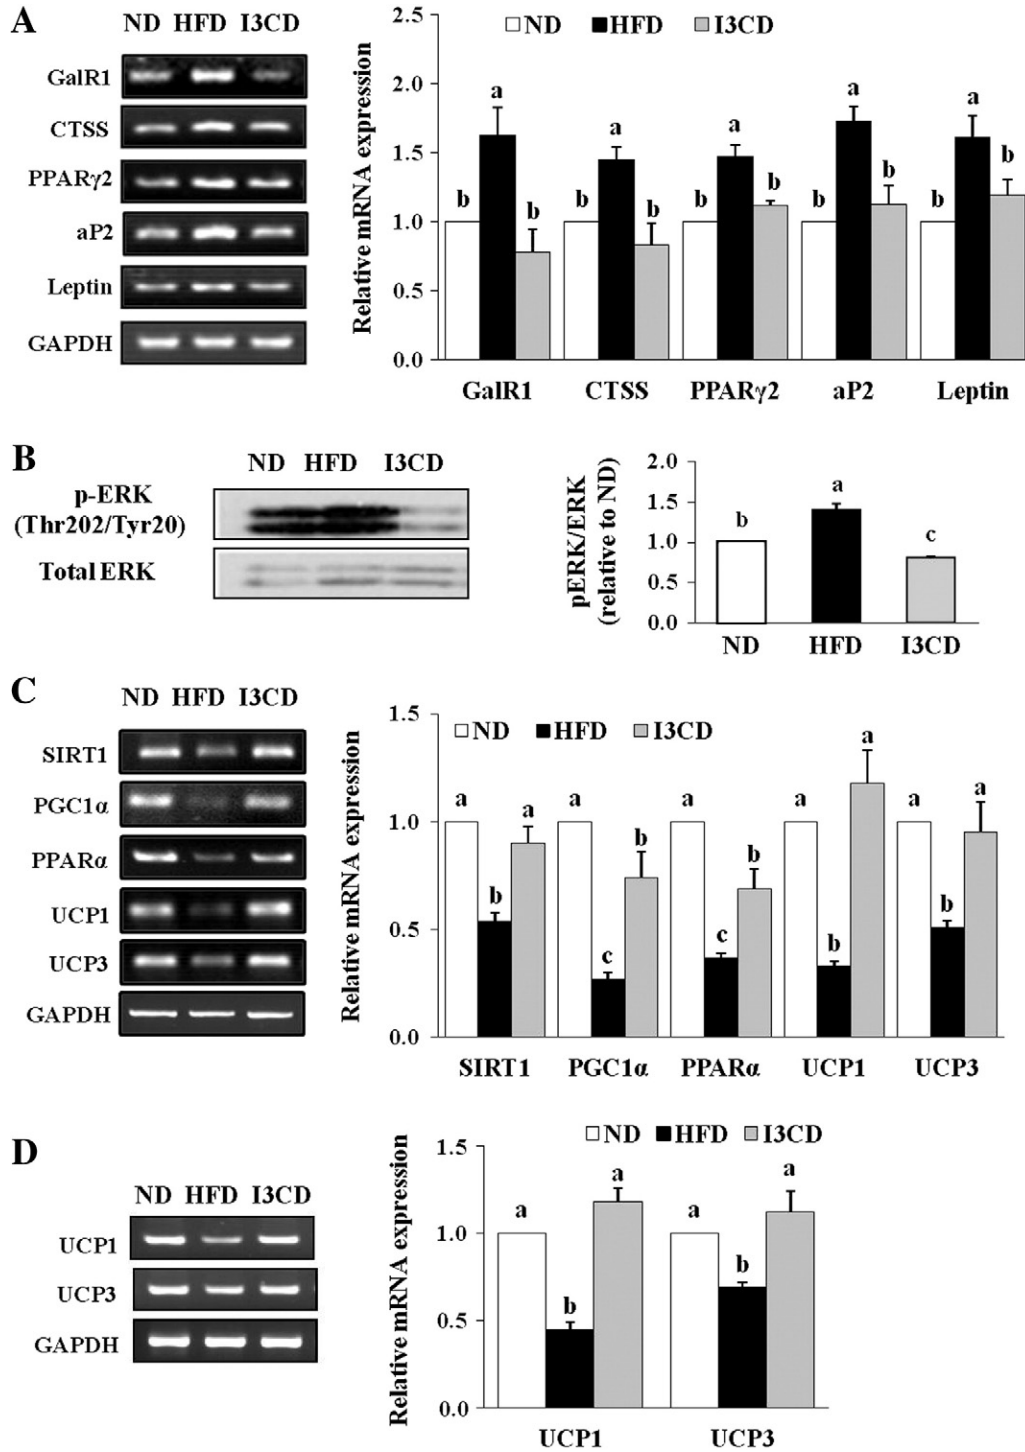 A
ND HFD I3CD
GalR1
CTSS
PPARγ2
aP2
Leptin
GAPDH
ND HFD I3CD
Relative mRNA expression
2.5
2.0
1.5
1.0
0.5
0.0
b a b
b a b
b a b
b a b
b a b
GalR1 CTSS PPARγ2 aP2 Leptin
B
ND HFD I3CD
p-ERK
(Thr202/Tyr20)
Total ERK
pERK/ERK
(relative to ND)
2.0
1.5
1.0
0.5
0.0
b a c
ND HFD I3CD
C
ND HFD I3CD
SIRT1
PGC1α
PPARα
UCP1
UCP3
GAPDH
ND HFD I3CD
Relative mRNA expression
1.5
1.0
0.5
0.0
a b a
a c b
a c b
a b a
a b a
SIRT1 PGC1α PPARα UCP1 UCP3
D
ND HFD I3CD
UCP1
UCP3
GAPDH
ND HFD I3CD
Relative mRNA expression
1.5
1.0
0.5
0.0
a b a
a b a
UCP1 UCP3